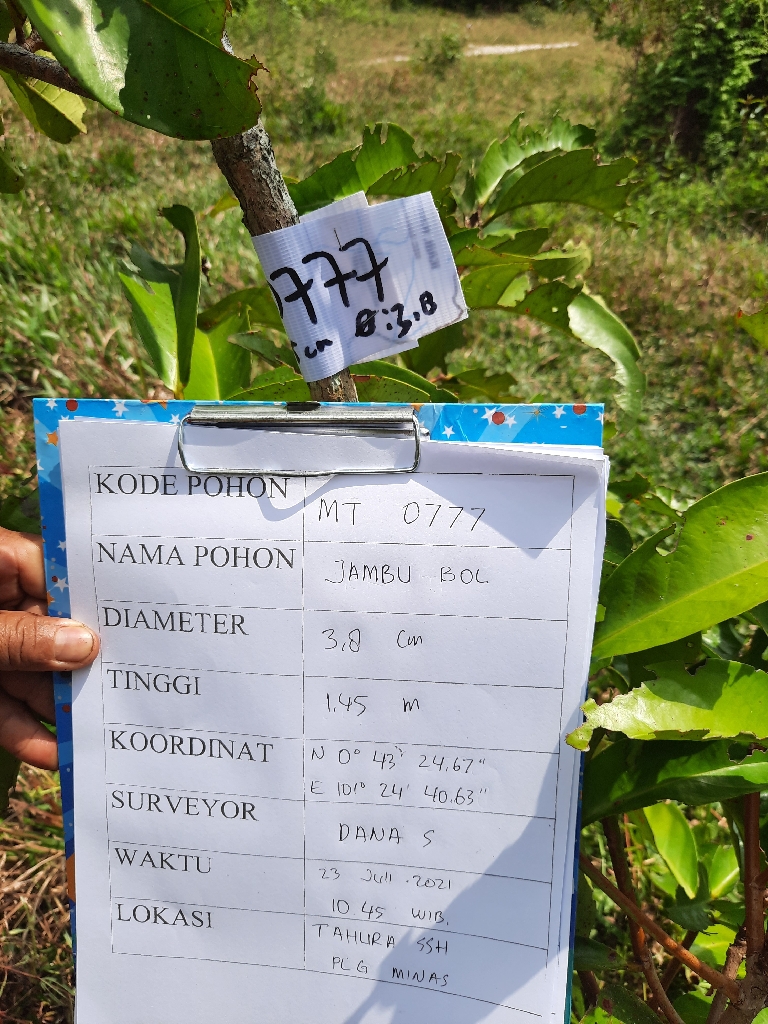 0777
cm ø:3,8
KODE POHON MT 0777
NAMA POHON JAMBU BOL
DIAMETER 3,8 cm
TINGGI 1.45 m
KOORDINAT N 0° 43' 24.67"
E 101° 24' 40.63"
SURVEYOR DANA S
WAKTU 23 Juli .2021
10.45 WIB.
LOKASI TAHURA SSH
PLG MINAS